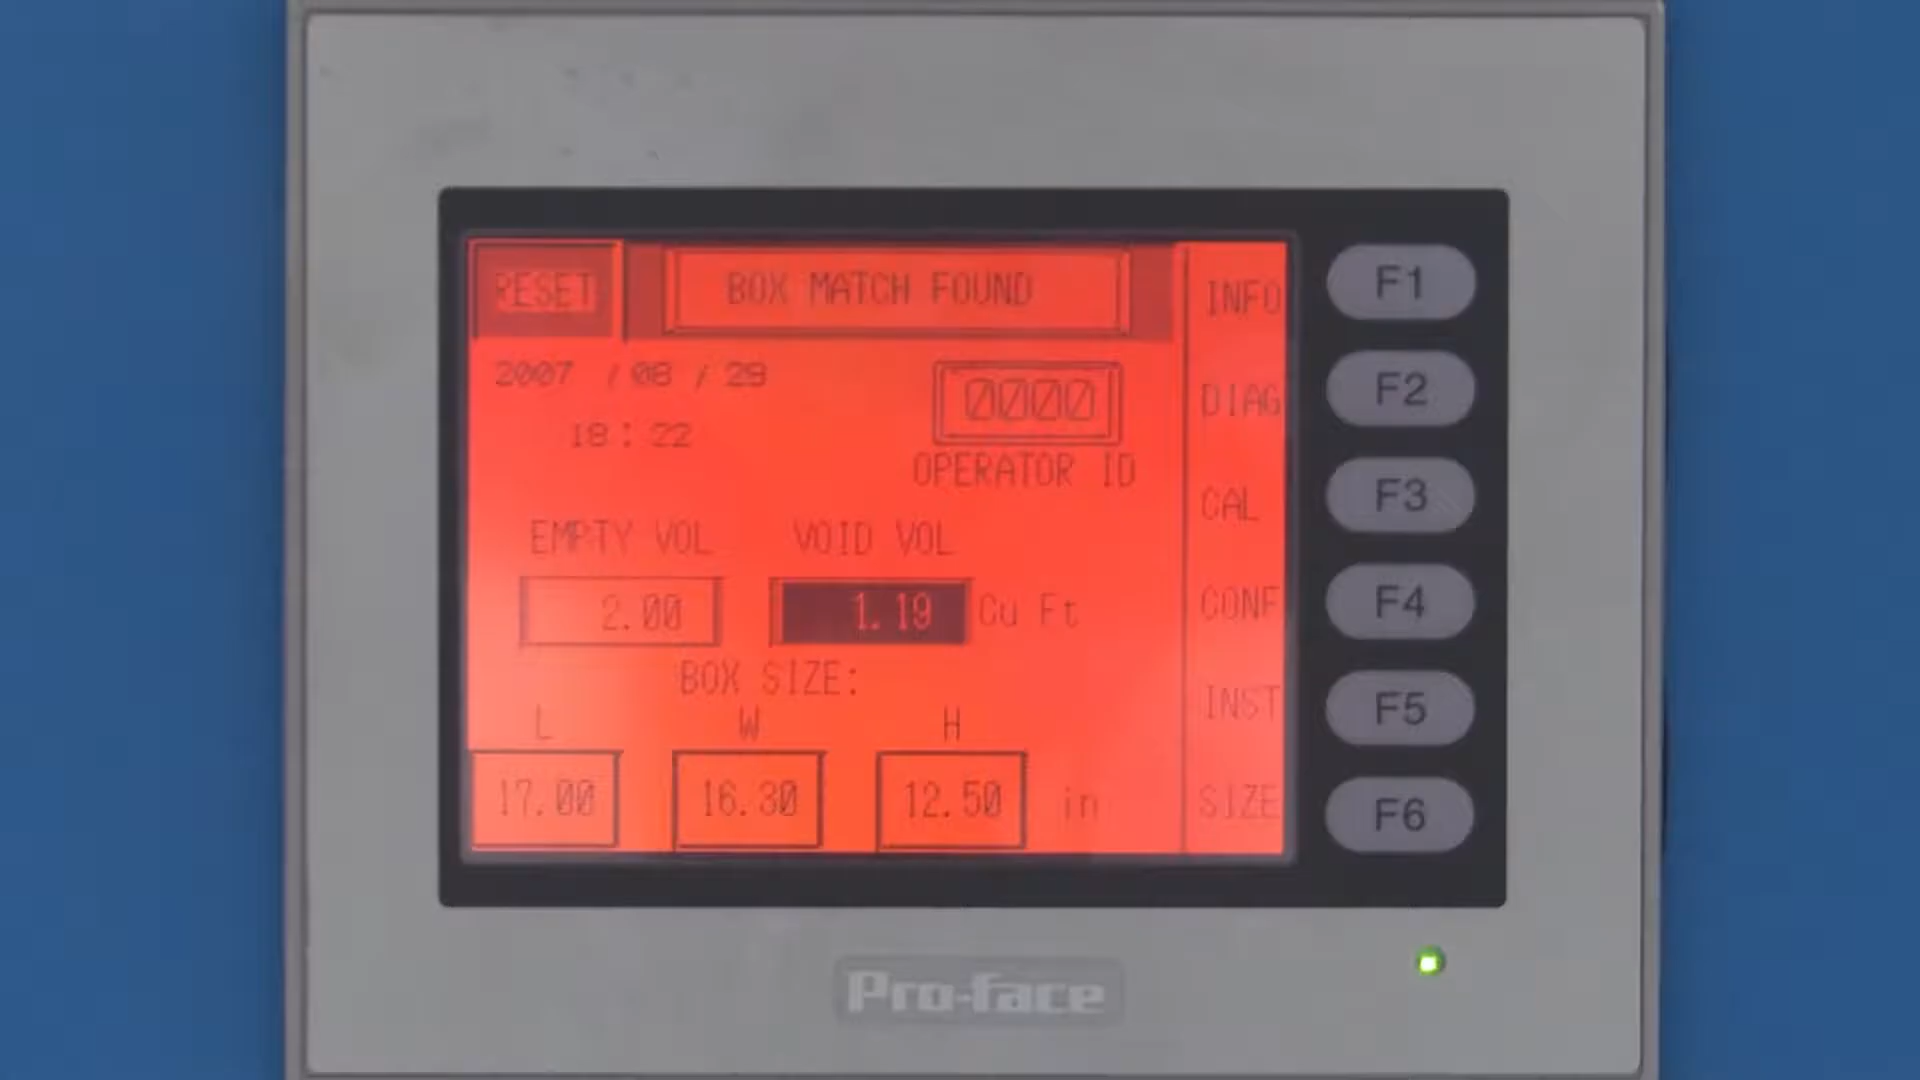 RESET BOX MATCH FOUND INFO F1
2007 / 08 / 29 0000 DIAG F2
18 : 22 OPERATOR ID
CAL F3
EMPTY VOL VOID VOL
2.00 1.19 Cu Ft CONF F4
BOX SIZE:
L W H INST F5
17.00 16.30 12.50 in SIZE F6
Pro-face